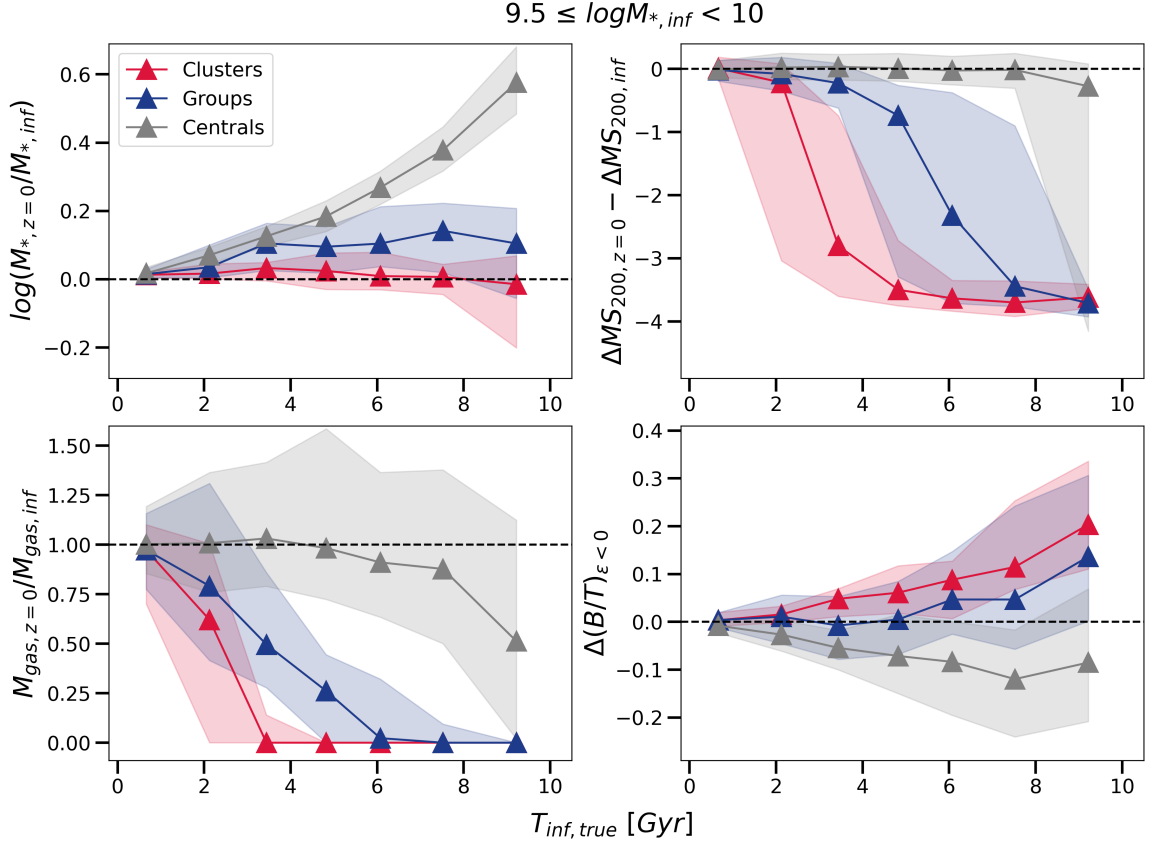 9.5 ≤ logM*,inf < 10
log(M*,z=0/M*,inf)
0.6
0.4
0.2
0.0
−0.2
Clusters
Groups
Centrals
0 2 4 6 8 10
ΔMS200,z=0 − ΔMS200,inf
0
−1
−2
−3
−4
0 2 4 6 8 10
Mgas,z=0/Mgas,inf
1.50
1.25
1.00
0.75
0.50
0.25
0.00
0 2 4 6 8 10
Δ(B/T)ε<0
0.4
0.3
0.2
0.1
0.0
−0.1
−0.2
0 2 4 6 8 10
Tinf,true [Gyr]